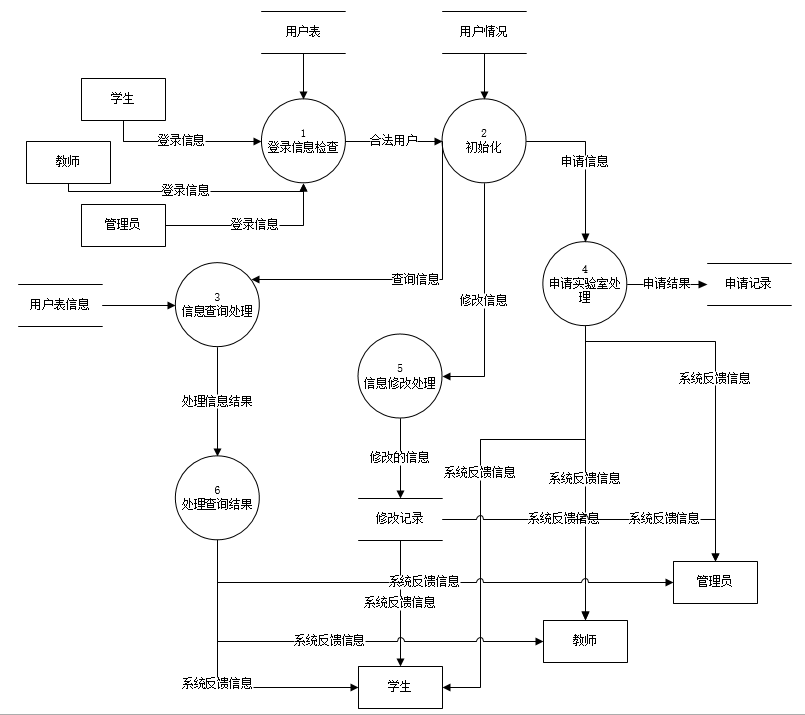 用户表
用户情况
学生
登录信息
1
登录信息检查
合法用户
2
初始化
教师
登录信息
申请信息
管理员
登录信息
查询信息
4
申请实验室处
理
申请结果
申请记录
用户表信息
3
信息查询处理
修改信息
5
信息修改处理
系统反馈信息
处理信息结果
修改的信息
系统反馈信息
系统反馈信息
6
处理查询结果
修改记录
系统反馈信息
系统反馈信息
系统反馈信息
管理员
系统反馈信息
系统反馈信息
教师
系统反馈信息
学生